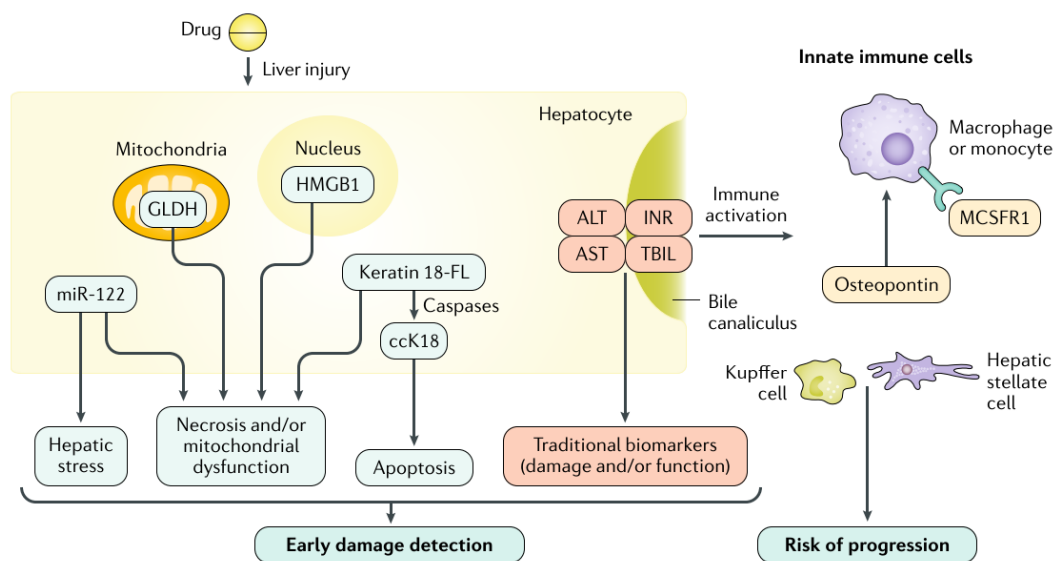 Drug
Liver injury
Innate immune cells
Hepatocyte
Macrophage
or monocyte
Mitochondria
Nucleus
GLDH
HMGB1
ALT
INR
AST
TBIL
Immune
activation
MCSFR1
miR-122
Keratin 18-FL
Caspases
ccK18
Osteopontin
Bile
canaliculus
Kupffer
cell
Hepatic
stellate
cell
Hepatic
stress
Necrosis and/or
mitochondrial
dysfunction
Apoptosis
Traditional biomarkers
(damage and/or function)
Early damage detection
Risk of progression